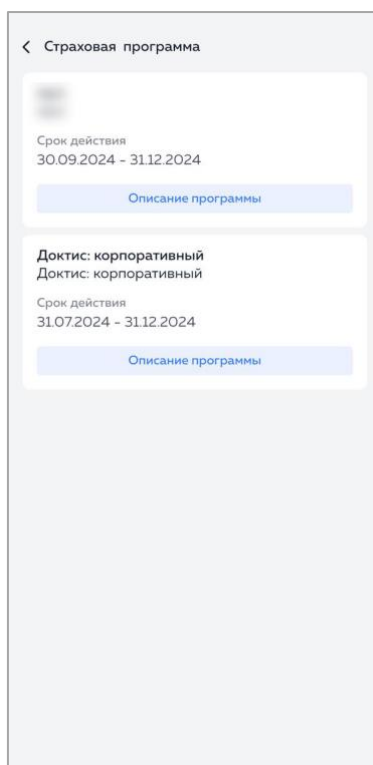 Страховая программа
Срок действия
30.09.2024 - 31.12.2024
Описание программы
Доктис: корпоративный
Доктис: корпоративный
Срок действия
31.07.2024 - 31.12.2024
Описание программы